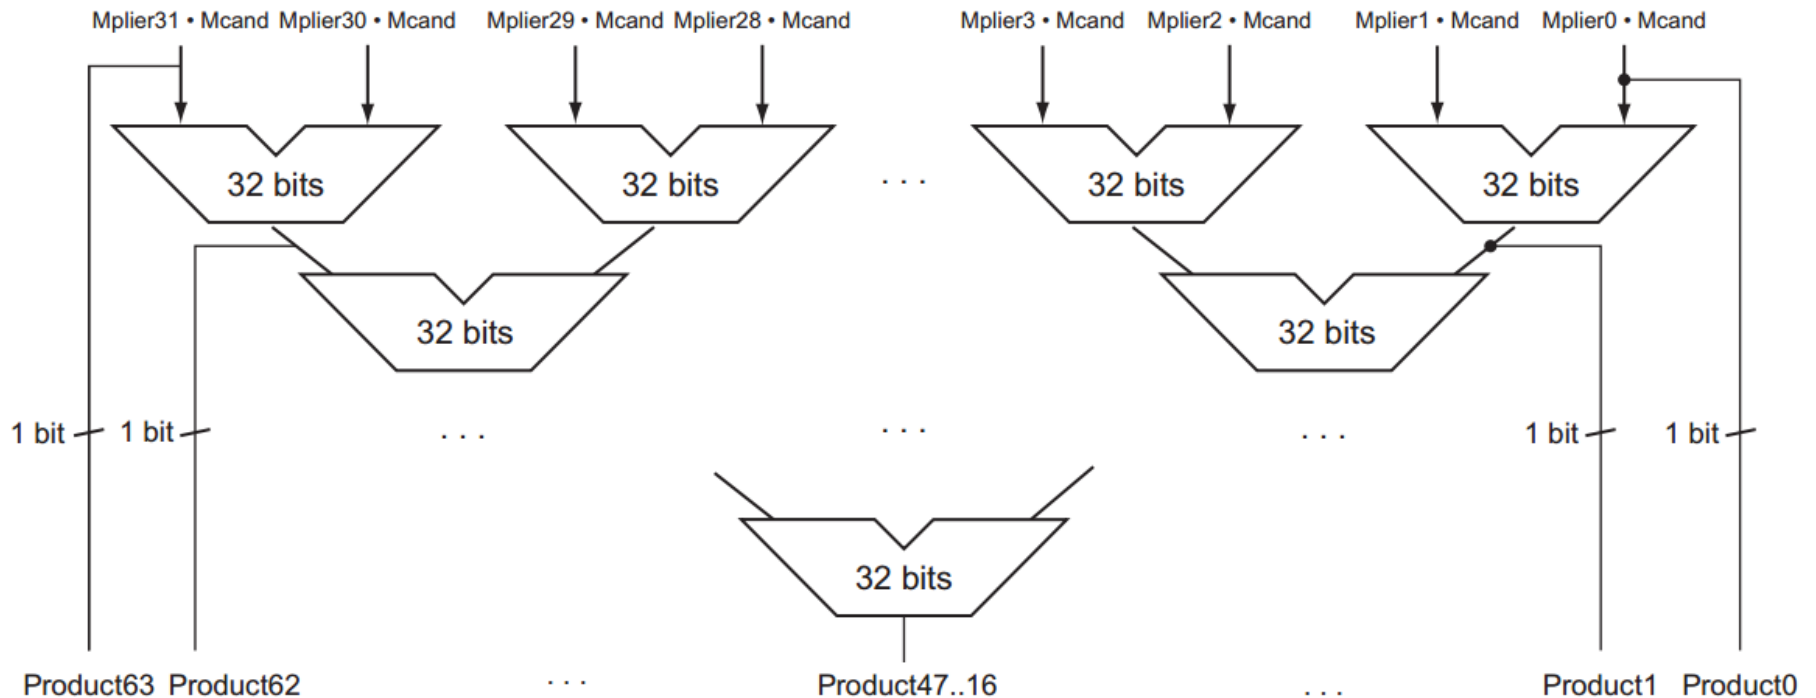 Mplier31 • Mcand Mplier30 • Mcand Mplier29 • Mcand Mplier28 • Mcand Mplier3 • Mcand Mplier2 • Mcand Mplier1 • Mcand Mplier0 • Mcand
32 bits 32 bits . . . 32 bits 32 bits
32 bits 32 bits
1 bit 1 bit . . . . . . . . . 1 bit 1 bit
32 bits
Product63 Product62 . . . Product47..16 . . . Product1 Product0